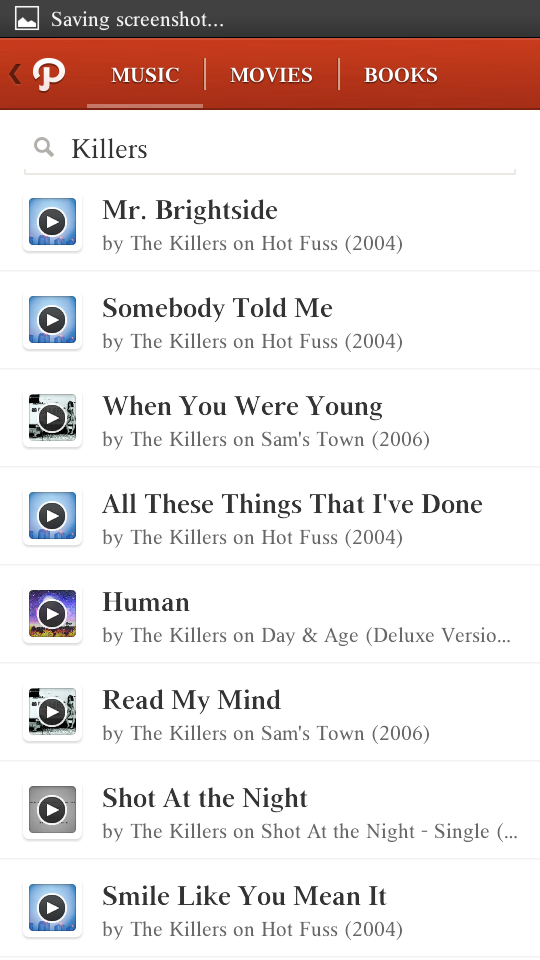 Saving screenshot...
MUSIC MOVIES BOOKS
Killers
Mr. Brightside
by The Killers on Hot Fuss (2004)
Somebody Told Me
by The Killers on Hot Fuss (2004)
When You Were Young
by The Killers on Sam's Town (2006)
All These Things That I've Done
by The Killers on Hot Fuss (2004)
Human
by The Killers on Day & Age (Deluxe Versio...
Read My Mind
by The Killers on Sam's Town (2006)
Shot At the Night
by The Killers on Shot At the Night - Single (...
Smile Like You Mean It
by The Killers on Hot Fuss (2004)